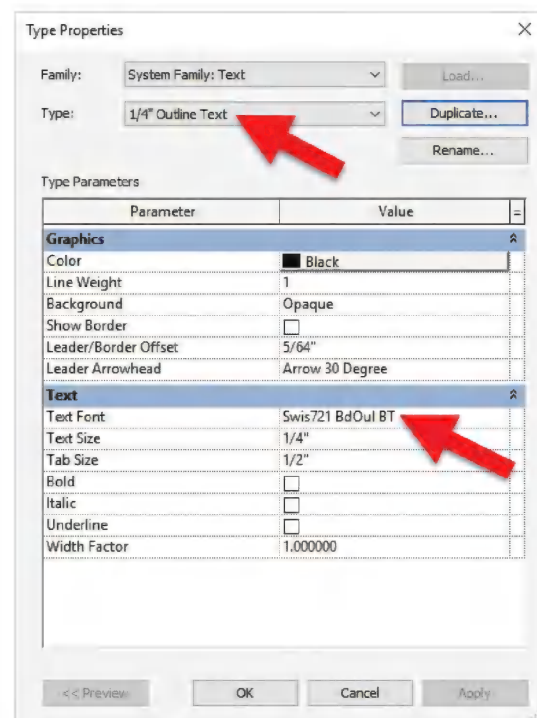 Type Properties
Family: System Family: Text Load...
Type: 1/4" Outline Text Duplicate...
Rename...
Type Parameters
Parameter Value =
Graphics
Color Black
Line Weight 1
Background Opaque
Show Border
Leader/Border Offset 5/64"
Leader Arrowhead Arrow 30 Degree
Text
Text Font Swis721 BdOul BT
Text Size 1/4"
Tab Size 1/2"
Bold
Italic
Underline
Width Factor 1.000000
<< Preview OK Cancel Apply